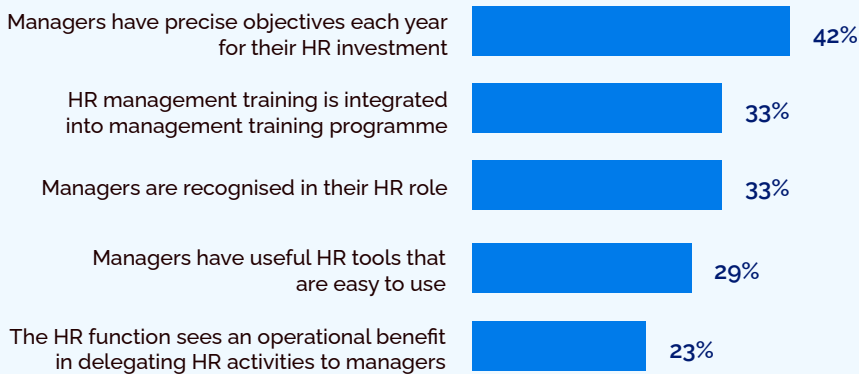 Managers have precise objectives each year
for their HR investment
42%
HR management training is integrated
into management training programme
33%
Managers are recognised in their HR role
33%
Managers have useful HR tools that
are easy to use
29%
The HR function sees an operational benefit
in delegating HR activities to managers
23%